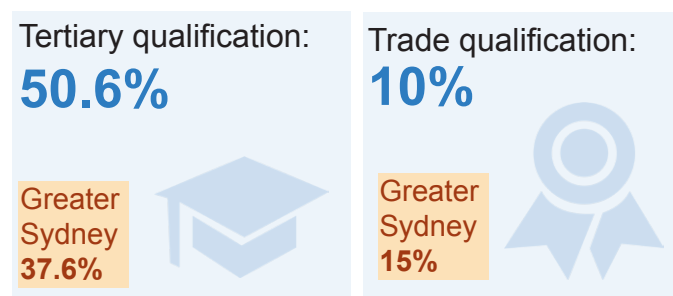 Tertiary qualification:
50.6%
Greater
Sydney
37.6%
Trade qualification:
10%
Greater
Sydney
15%